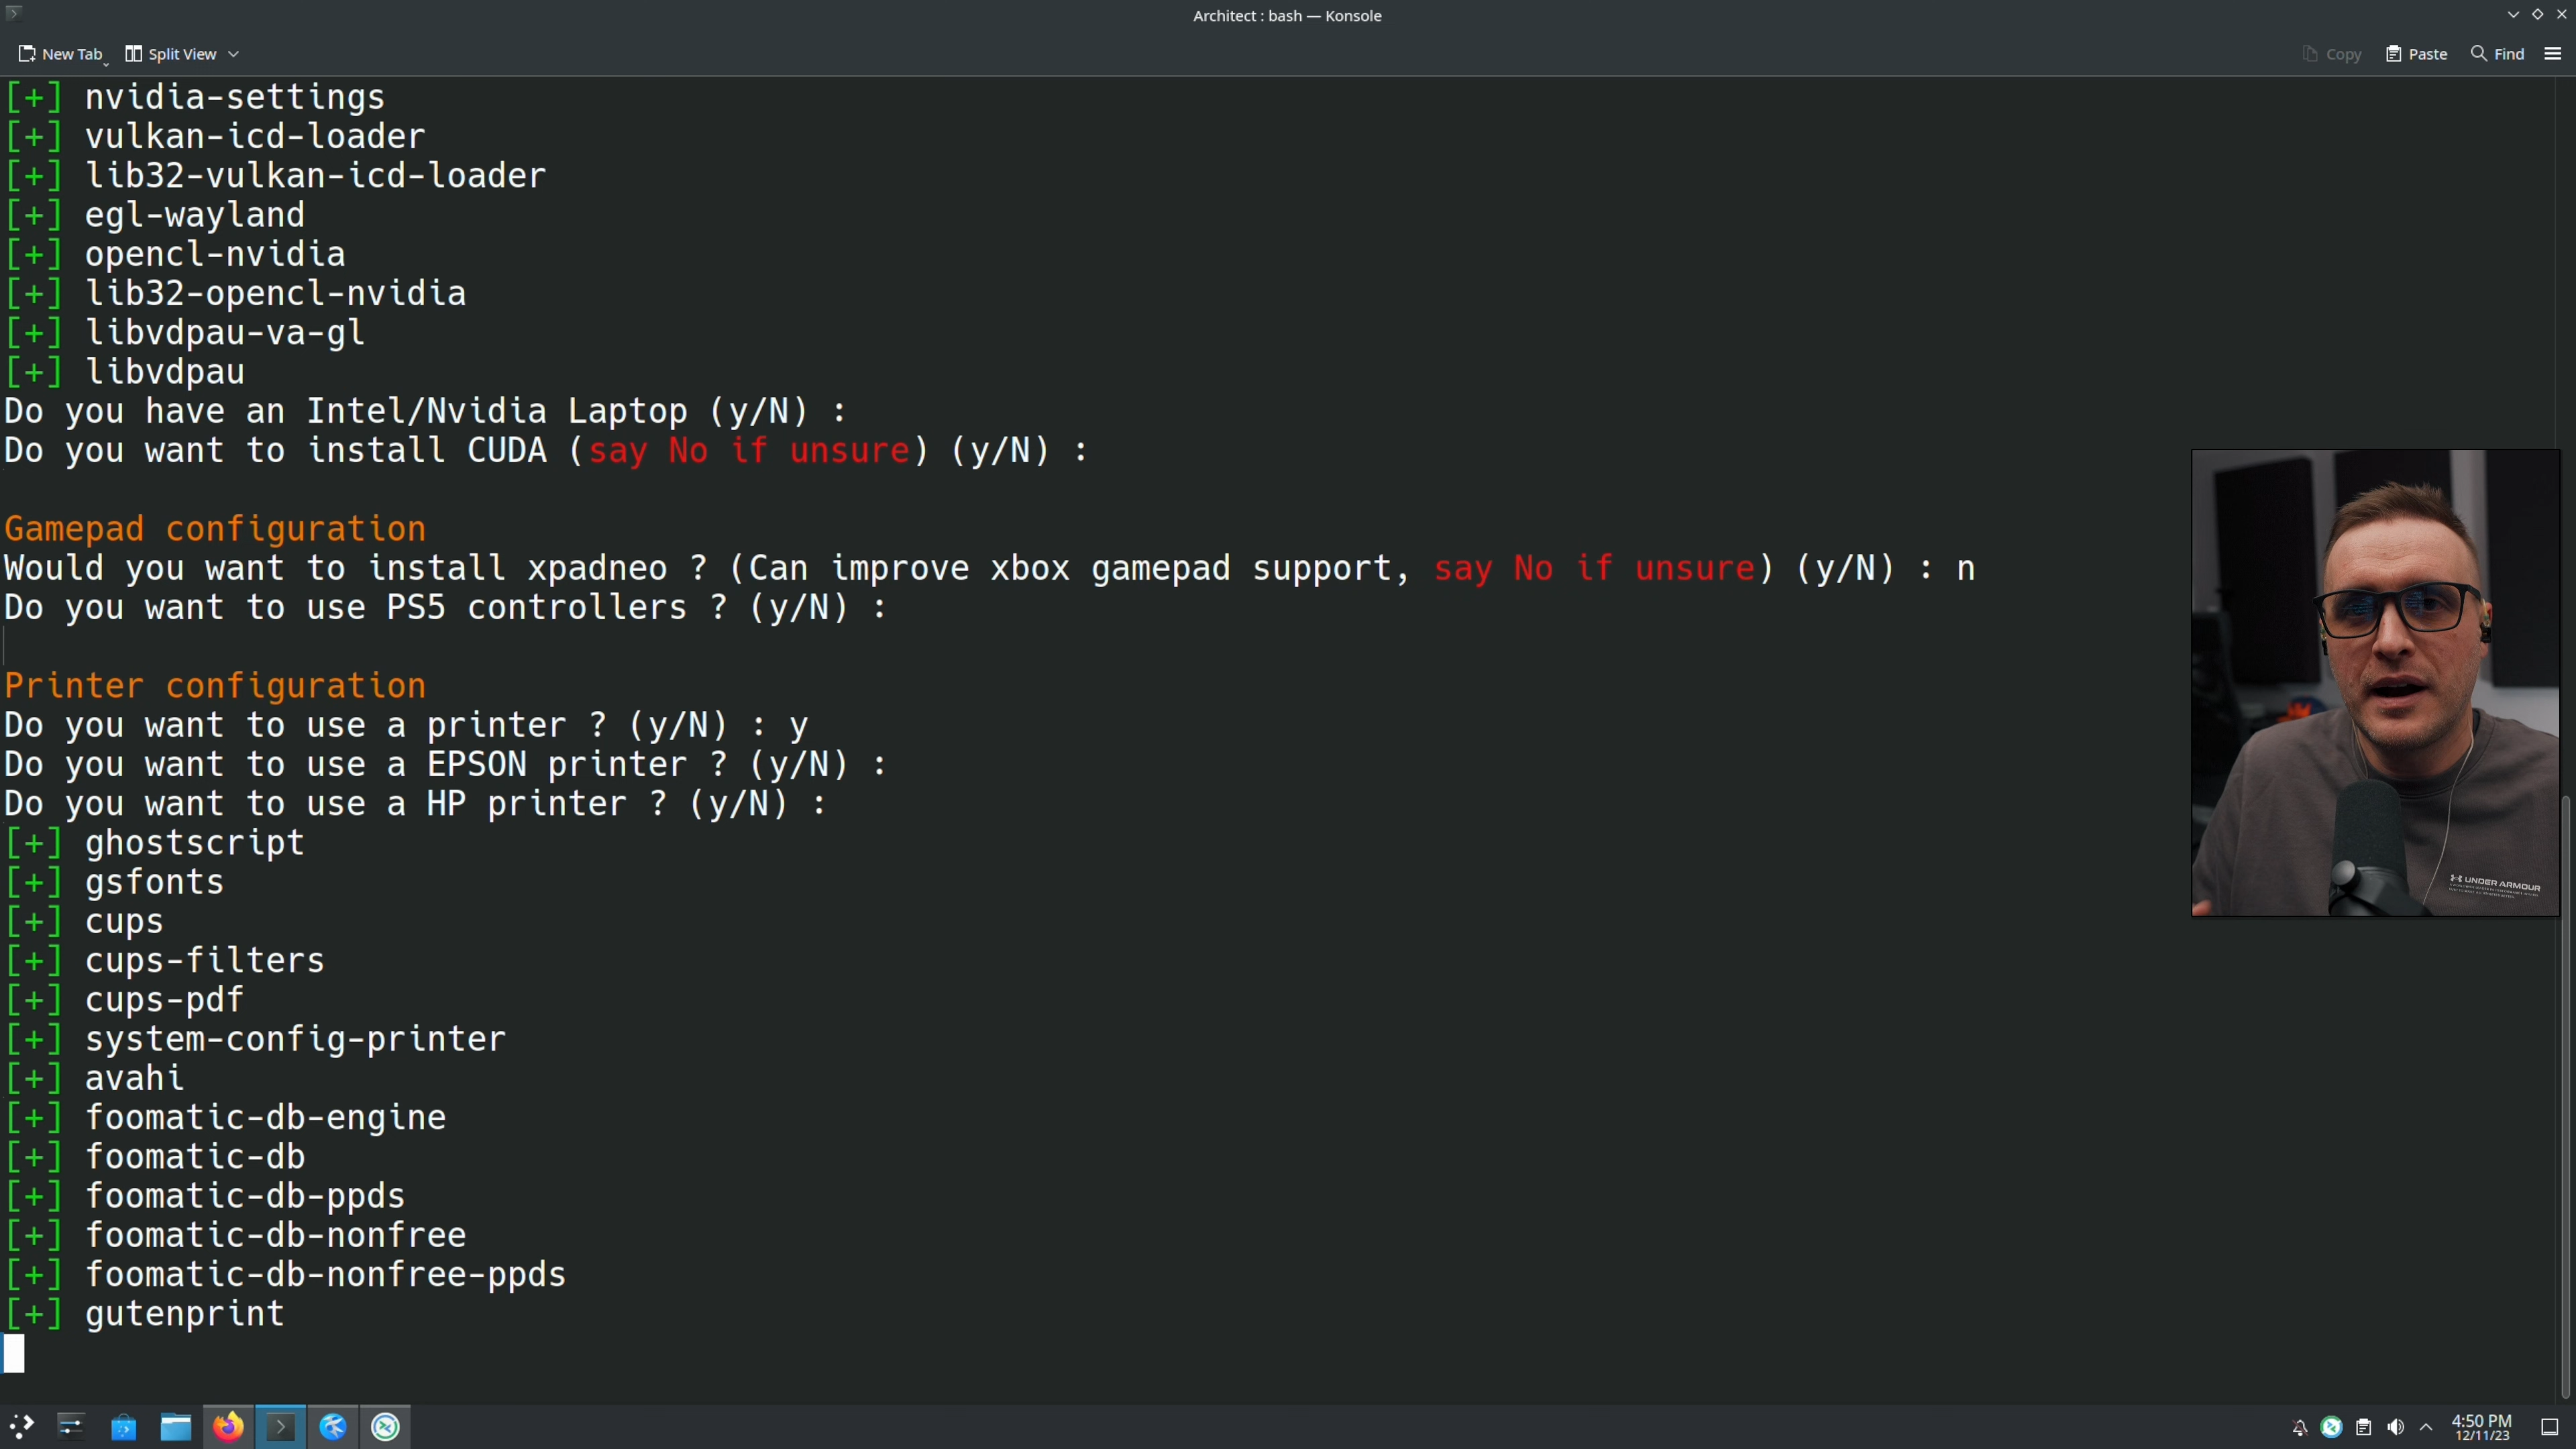 Architect : bash — Konsole
New Tab
Split View
Copy
Paste
Find
[+] nvidia-settings
[+] vulkan-icd-loader
[+] lib32-vulkan-icd-loader
[+] egl-wayland
[+] opencl-nvidia
[+] lib32-opencl-nvidia
[+] libvdpau-va-gl
[+] libvdpau
Do you have an Intel/Nvidia Laptop (y/N) :
Do you want to install CUDA (say No if unsure) (y/N) :
Gamepad configuration
Would you want to install xpadneo ? (Can improve xbox gamepad support, say No if unsure) (y/N) : n
Do you want to use PS5 controllers ? (y/N) :
Printer configuration
Do you want to use a printer ? (y/N) : y
Do you want to use a EPSON printer ? (y/N) :
Do you want to use a HP printer ? (y/N) :
[+] ghostscript
[+] gsfonts
[+] cups
[+] cups-filters
[+] cups-pdf
[+] system-config-printer
[+] avahi
[+] foomatic-db-engine
[+] foomatic-db
[+] foomatic-db-ppds
[+] foomatic-db-nonfree
[+] foomatic-db-nonfree-ppds
[+] gutenprint
UNDER ARMOUR
4:50 PM
12/11/23